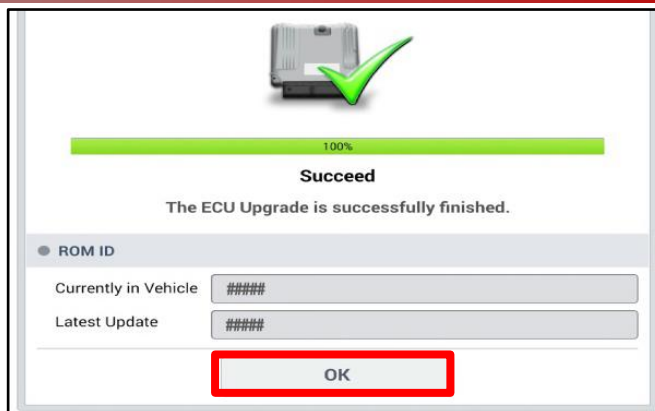 100%
Succeed
The ECU Upgrade is successfully finished.
ROM ID
Currently in Vehicle #####
Latest Update #####
OK